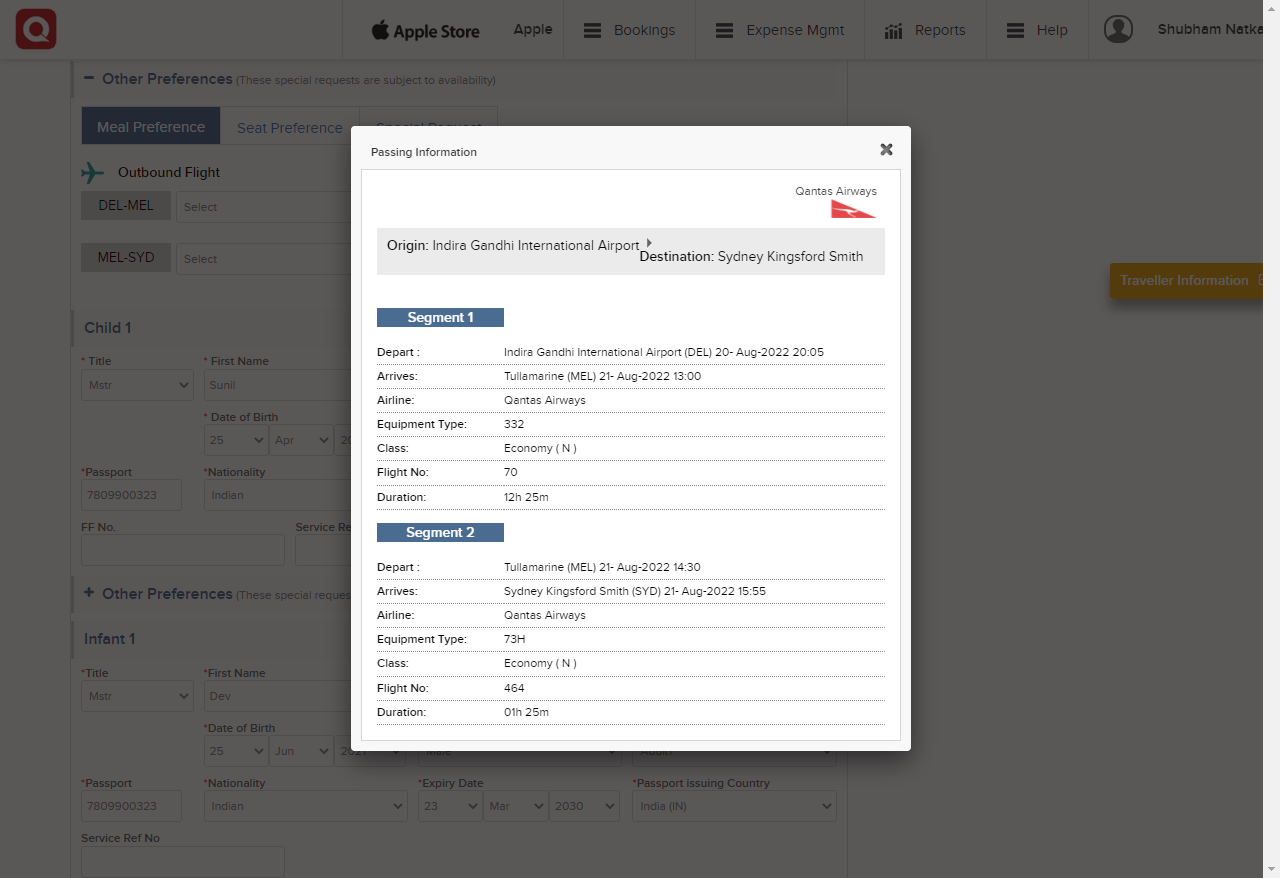 Apple Store
Apple
Bookings
Expense Mgmt
Reports
Help
Shubham Natka
Other Preferences (These special requests are subject to availability)
Meal Preference
Seat Preference
Special Request
Outbound Flight
DEL-MEL
Select
MEL-SYD
Select
Traveller Information
Child 1
* Title
* First Name
Mstr
Sunil
* Date of Birth
25
Apr
20
*Passport
*Nationality
7809900323
Indian
FF No.
Service Re
+ Other Preferences (These special reques
Infant 1
*Title
*First Name
Mstr
Dev
*Date of Birth
25
Jun
2021
Male
Adult1
*Passport
*Nationality
*Expiry Date
*Passport issuing Country
7809900323
Indian
23
Mar
2030
India (IN)
Service Ref No
Passing Information
Qantas Airways
Origin: Indira Gandhi International Airport
Destination: Sydney Kingsford Smith
Segment 1
Depart : Indira Gandhi International Airport (DEL) 20- Aug-2022 20:05
Arrives: Tullamarine (MEL) 21- Aug-2022 13:00
Airline: Qantas Airways
Equipment Type: 332
Class: Economy ( N )
Flight No: 70
Duration: 12h 25m
Segment 2
Depart : Tullamarine (MEL) 21- Aug-2022 14:30
Arrives: Sydney Kingsford Smith (SYD) 21- Aug-2022 15:55
Airline: Qantas Airways
Equipment Type: 73H
Class: Economy ( N )
Flight No: 464
Duration: 01h 25m